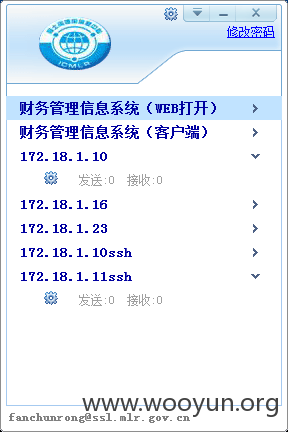 ICMLR
修改密码
财务管理信息系统（WEB打开）
财务管理信息系统（客户端）
172.18.1.10
发送:0 接收:0
172.18.1.16
172.18.1.23
172.18.1.10ssh
172.18.1.11ssh
发送:0 接收:0
www.wooyun.org
fanchunrong@ssl.mlr.gov.cn